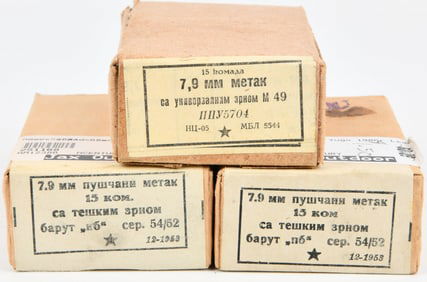 15 комада
7,9 мм метак
са универзалним зрном М 49
ППУ5704
НЦ-05 МБЛ 5544
7.9 мм пушчани метак
15 ком.
са тешким зрном
барут „нб“ сер. 54/52
12-1953
7.9 мм пушчани метак
15 ком
са тешким зрном
барут „нб“ сер. 54/52
12-1953